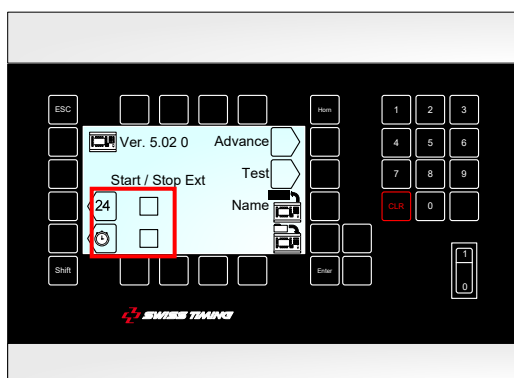 ESC
Horn
1 2 3
Ver. 5.02 0 Advance
4 5 6
Start / Stop Ext Test
7 8 9
24 Name
CLR 0
Shift
Enter
1
0
SWISS TIMING